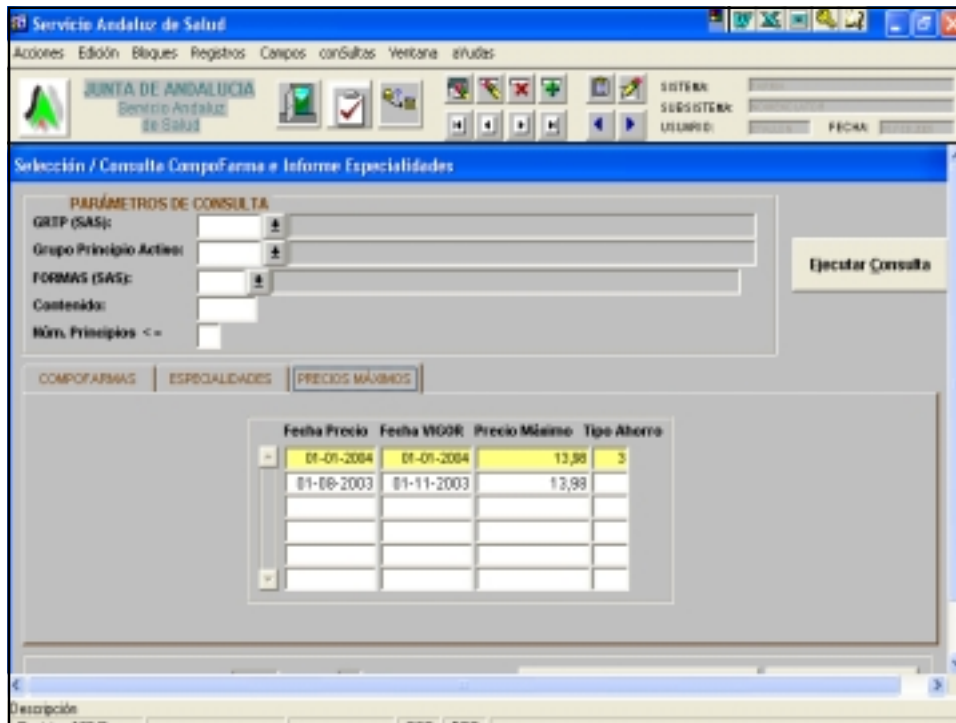 Servicio Andaluz de Salud
Acciones Edición Bloques Registros Campos conSultas Ventana aYudas
JUNTA DE ANDALUCIA
Servicio Andaluz
de Salud
SISTEMA:
SUBSISTEMA:
USUARIO:
FECHA:
Selección / Consulta CompoFarma e Informe Especialidades
PARÁMETROS DE CONSULTA
GRTP (SAS):
Grupo Principio Activo:
Ejecutar Consulta
FORMAS (SAS):
Contenido:
Núm. Principios <=
COMPOFARMAS ESPECIALIDADES PRECIOS MÁXIMOS
Fecha Precio Fecha VIGOR Precio Máximo Tipo Ahorro
01-01-2004 01-01-2004 13,98 3
01-08-2003 01-11-2003 13,98
Descripción